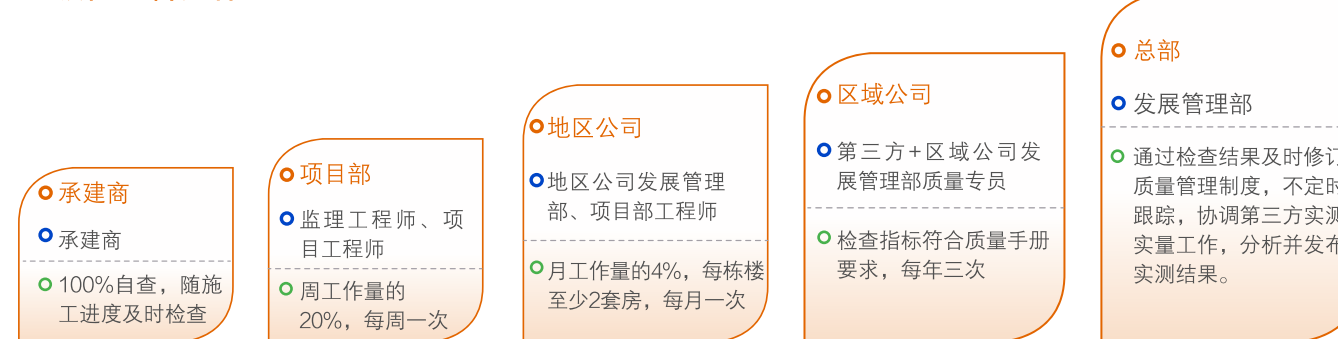 承建商
承建商
100%自查，随施
工进度及时检查
项目部
监理工程师、项
目工程师
周工作量的
20%，每周一次
地区公司
地区公司发展管理
部、项目部工程师
月工作量的4%，每栋楼
至少2套房，每月一次
区域公司
第三方+区域公司发
展管理部质量专员
检查指标符合质量手册
要求，每年三次
总部
发展管理部
通过检查结果及时修订
质量管理制度，不定时
跟踪，协调第三方实测
实量工作，分析并发布
实测结果。